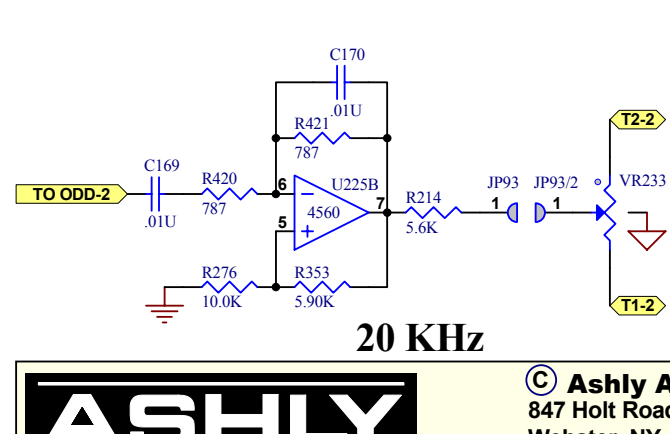 C170
.01U
R421
787
C169
.01U
R420
787
TO ODD-2
6
5
7
U225B
4560
R214
5.6K
JP93
1
JP93/2
1
VR233
T2-2
T1-2
R276
10.0K
R353
5.90K
20 KHz
ASHLY
© Ashly A
847 Holt Road
Webster, NY